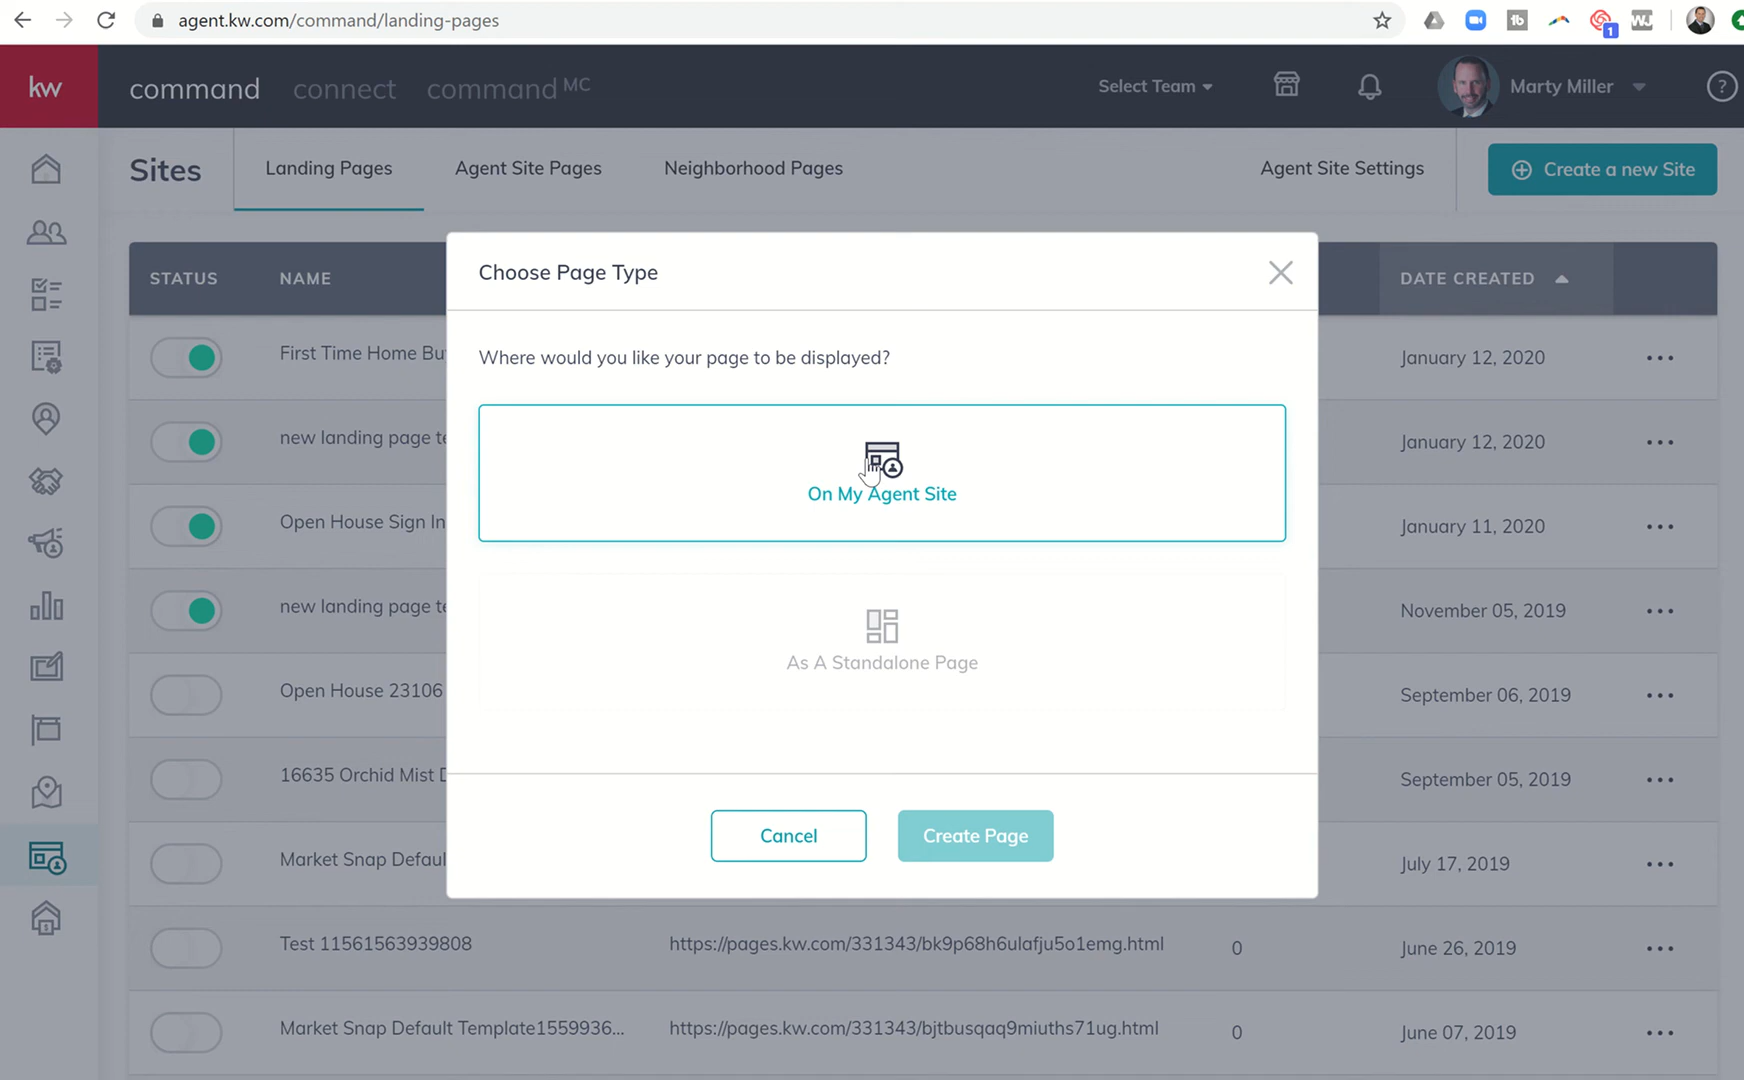 agent.kw.com/command/landing-pages
1
kw
command
connect
command MC
Select Team
Marty Miller
?
Sites
Landing Pages
Agent Site Pages
Neighborhood Pages
Agent Site Settings
Create a new Site
STATUS
NAME
DATE CREATED
First Time Home Bu
January 12, 2020
new landing page te
January 12, 2020
Open House Sign In
January 11, 2020
new landing page te
November 05, 2019
Open House 23106
September 06, 2019
16635 Orchid Mist D
September 05, 2019
Market Snap Defaul
July 17, 2019
Test 11561563939808
https://pages.kw.com/331343/bk9p68h6ulafju5o1emg.html
0
June 26, 2019
Market Snap Default Template1559936...
https://pages.kw.com/331343/bjtbusqaq9miuths71ug.html
0
June 07, 2019
Choose Page Type
Where would you like your page to be displayed?
On My Agent Site
As A Standalone Page
Cancel
Create Page